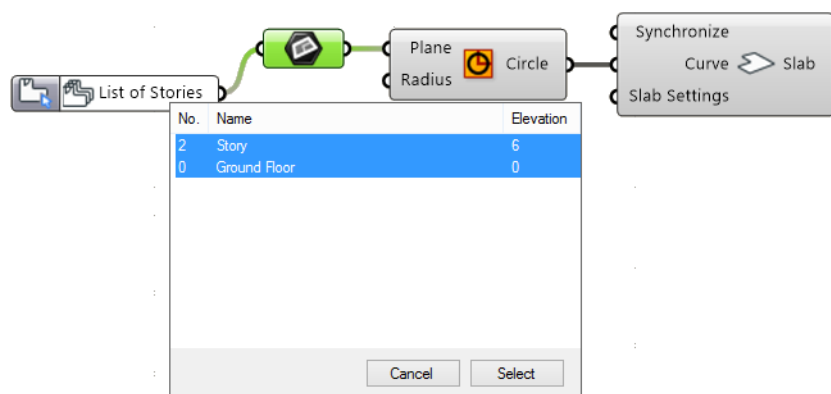 Synchronize
Plane
Circle
Curve
Slab
Radius
List of Stories
Slab Settings
No. Name Elevation
2 Story 6
0 Ground Floor 0
Cancel Select